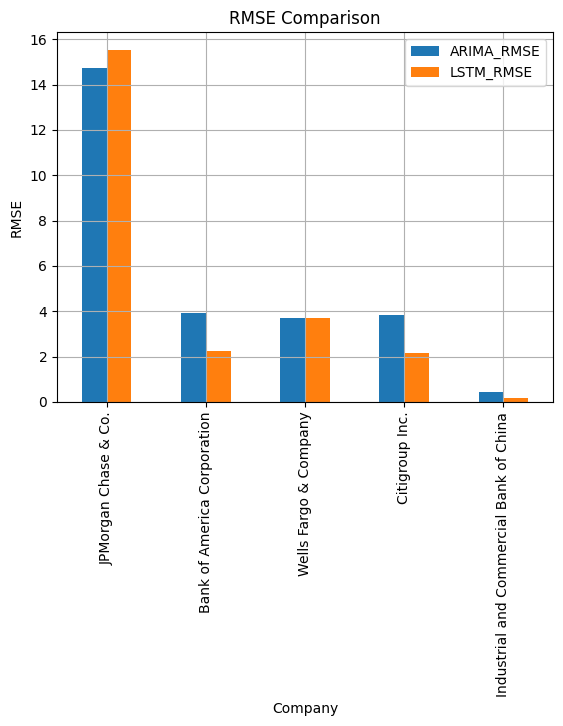 RMSE Comparison
ARIMA_RMSE
LSTM_RMSE
RMSE
16
14
12
10
8
6
4
2
0
JPMorgan Chase & Co.
Bank of America Corporation
Wells Fargo & Company
Citigroup Inc.
Industrial and Commercial Bank of China
Company